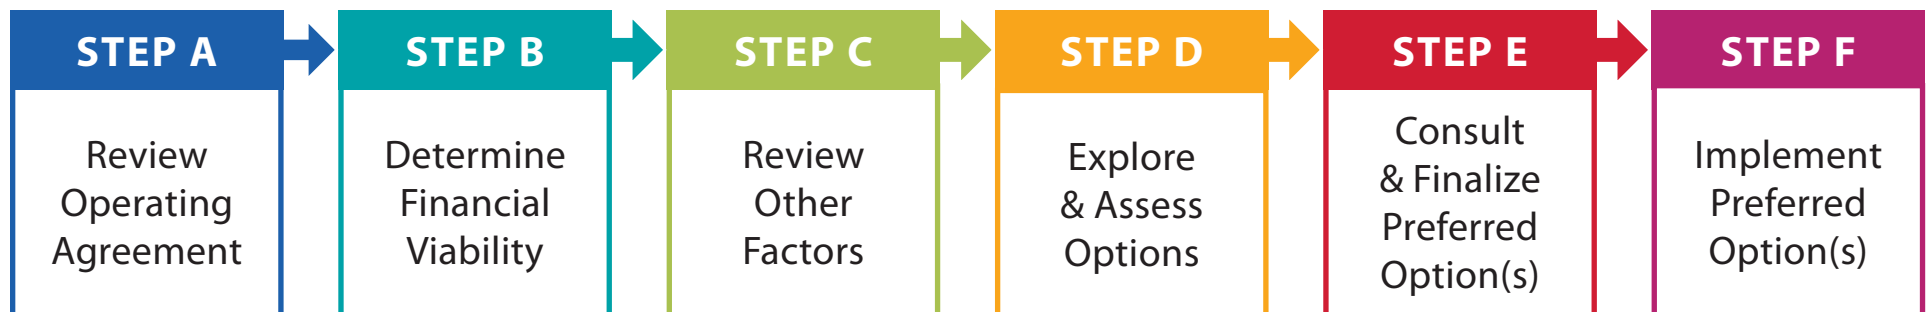 STEP A
Review
Operating
Agreement
STEP B
Determine
Financial
Viability
STEP C
Review
Other
Factors
STEP D
Explore
& Assess
Options
STEP E
Consult
& Finalize
Preferred
Option(s)
STEP F
Implement
Preferred
Option(s)